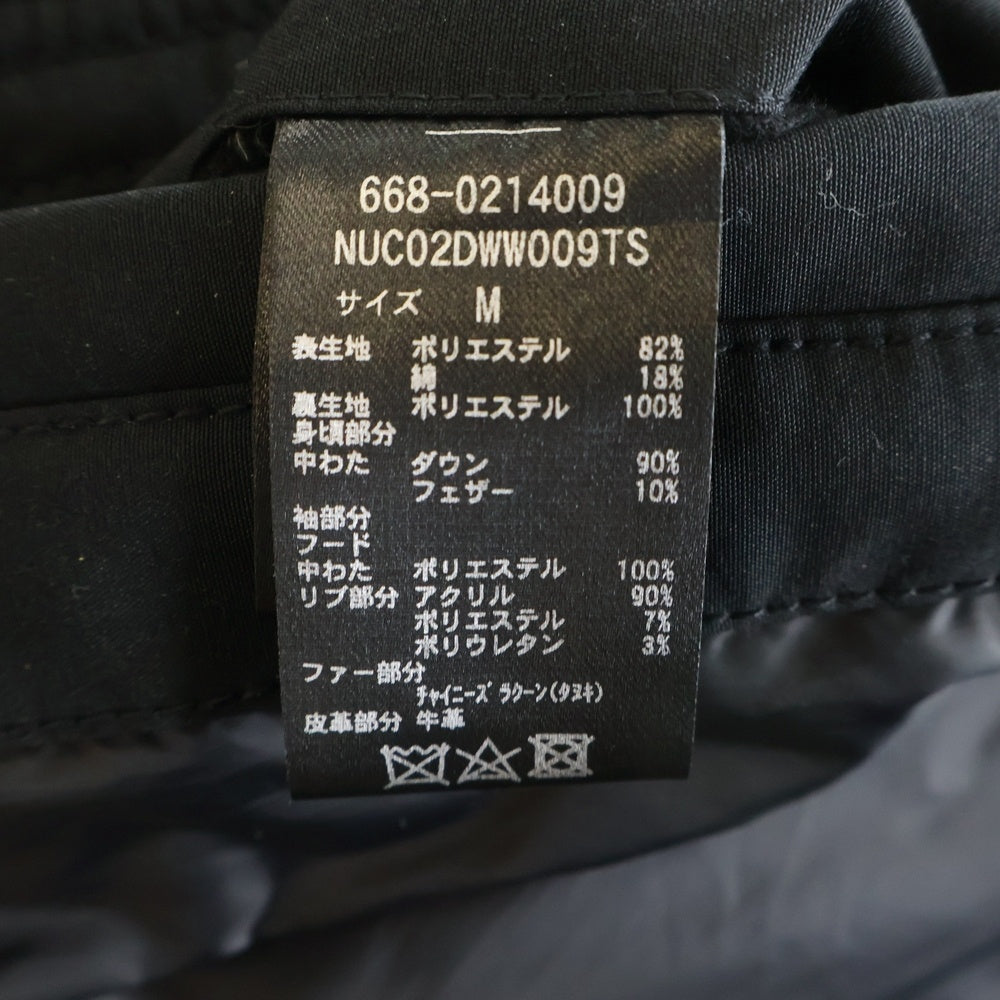 668-0214009
NUC02DWW009TS
サイズ M
表生地 ポリエステル 82%
綿 18%
裏生地 ポリエステル 100%
身頃部分
中わた ダウン 90%
フェザー 10%
袖部分
フード
中わた ポリエステル 100%
リブ部分 アクリル 90%
ポリエステル 7%
ポリウレタン 3%
ファー部分
ﾁｬｲﾆｰｽﾞﾗｸｰﾝ(ﾀﾇｷ)
皮革部分 牛革